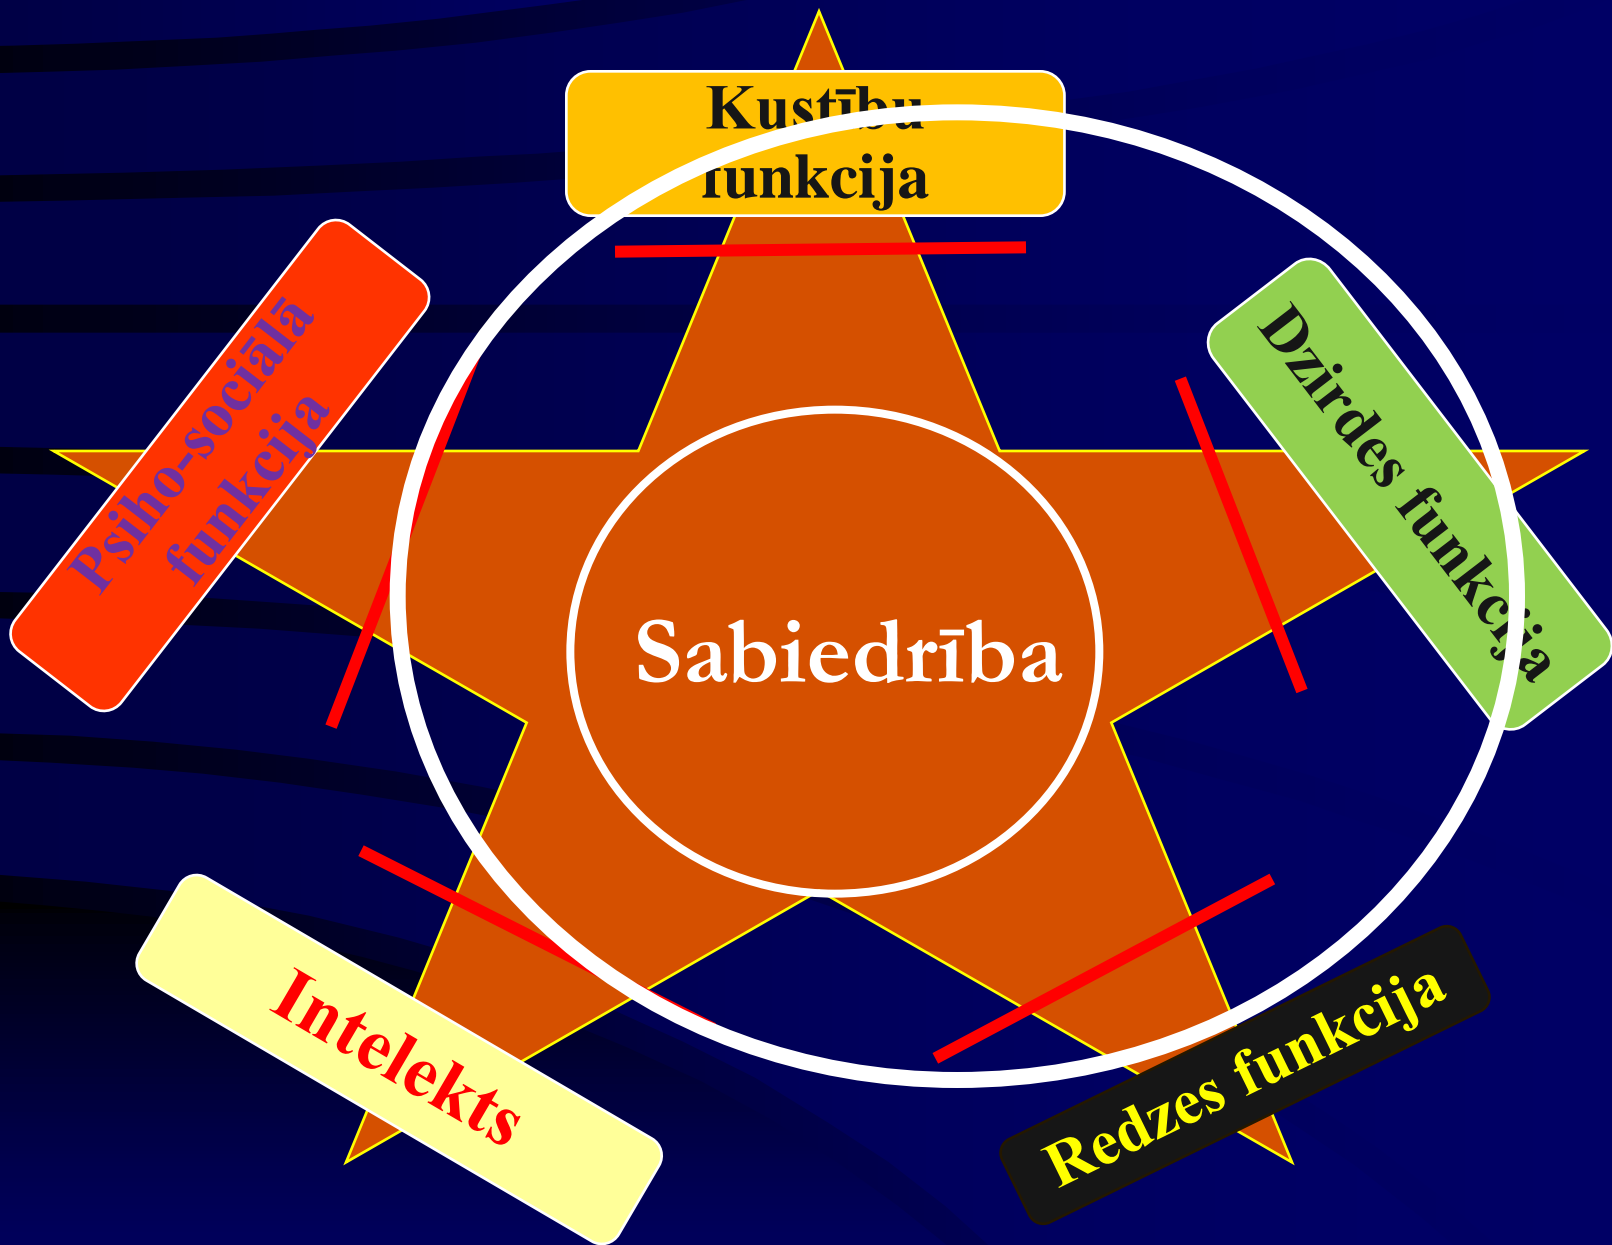 Kustību
funkcija
Psiho-sociālā
funkcija
Dzirdes funkcija
Sabiedrība
Intelekts
Redzes funkcija